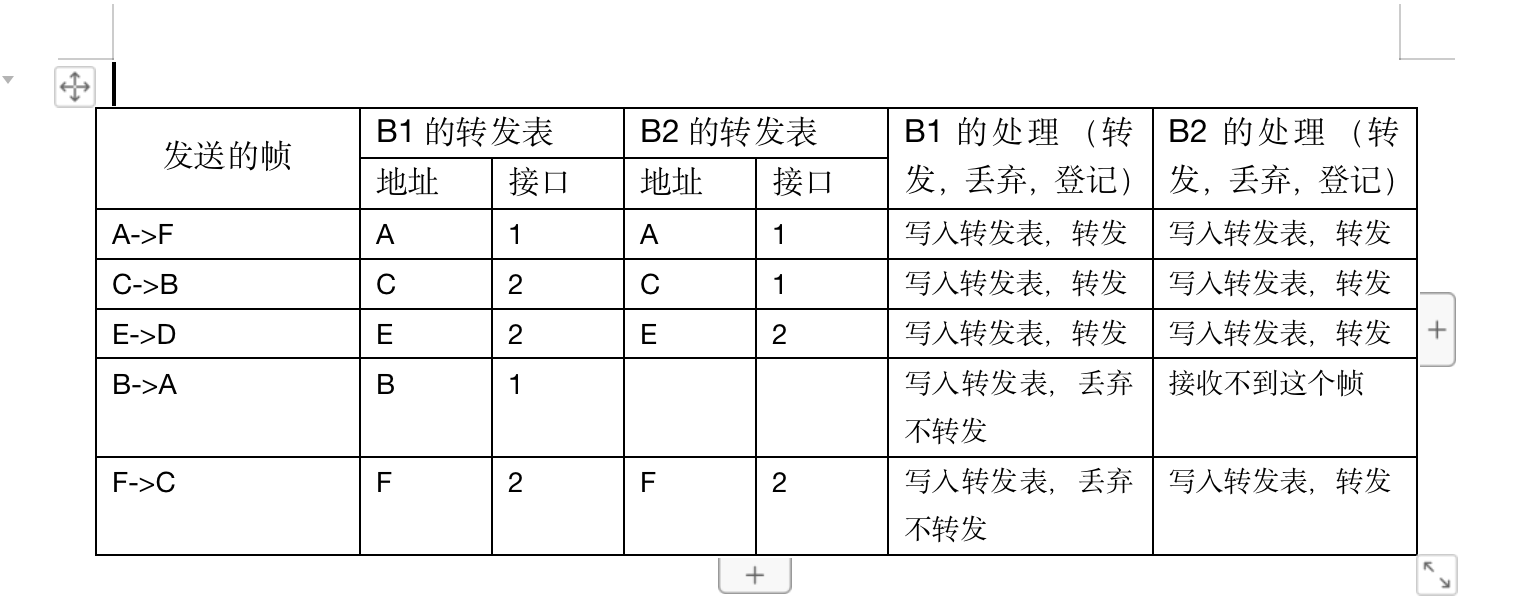 发送的帧 B1 的转发表 B2 的转发表 B1 的处理（转发，丢弃，登记） B2 的处理（转发，丢弃，登记）
地址 接口 地址 接口
A->F A 1 A 1 写入转发表，转发 写入转发表，转发
C->B C 2 C 1 写入转发表，转发 写入转发表，转发
E->D E 2 E 2 写入转发表，转发 写入转发表，转发
B->A B 1 写入转发表，丢弃不转发 接收不到这个帧
F->C F 2 F 2 写入转发表，丢弃不转发 写入转发表，转发